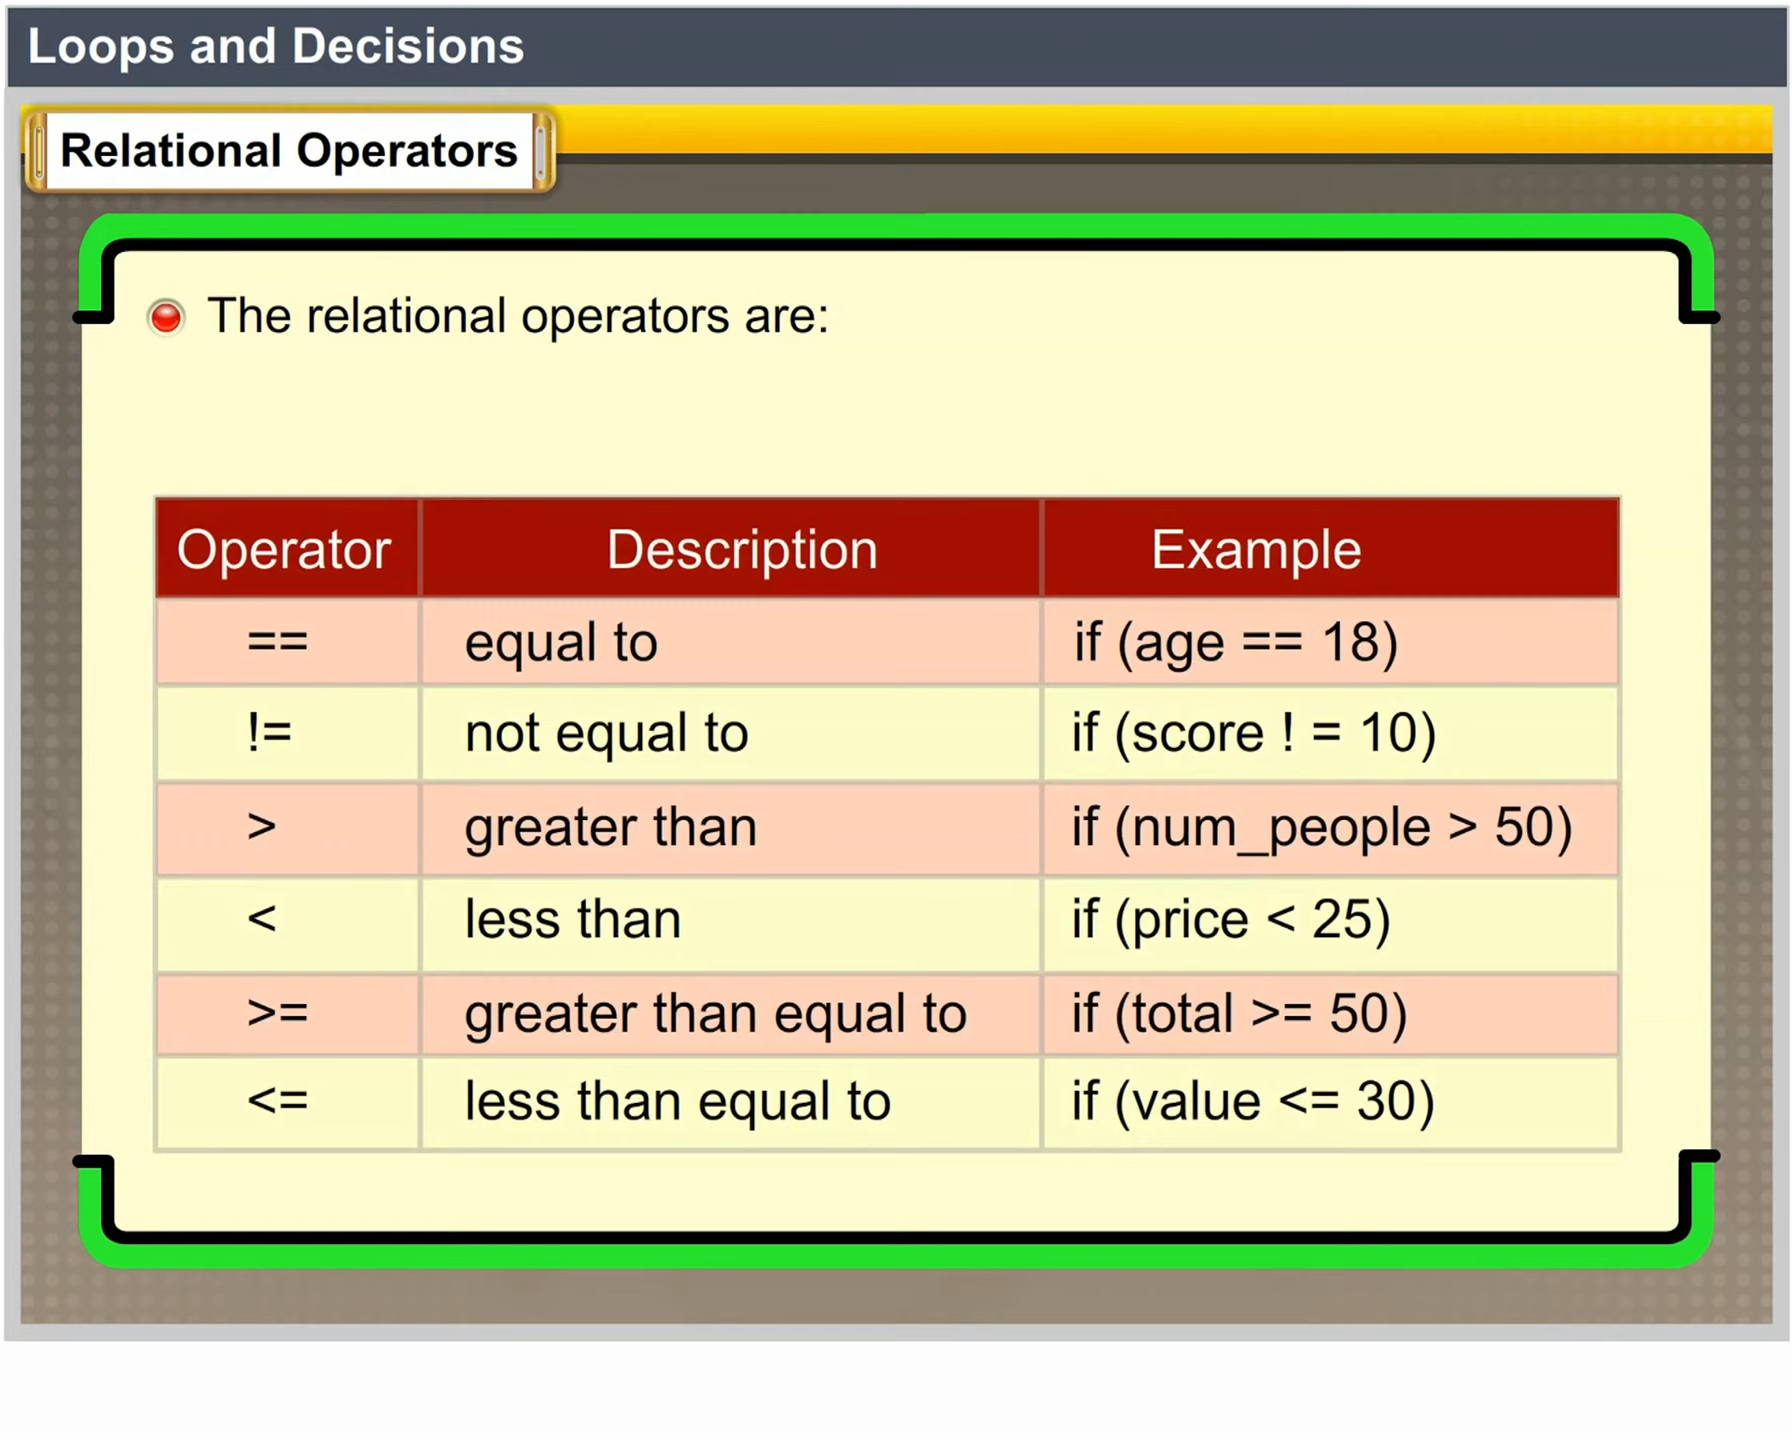 Loops and Decisions
Relational Operators
The relational operators are:
Operator Description Example
== equal to if (age == 18)
!= not equal to if (score ! = 10)
> greater than if (num_people > 50)
< less than if (price < 25)
>= greater than equal to if (total >= 50)
<= less than equal to if (value <= 30)